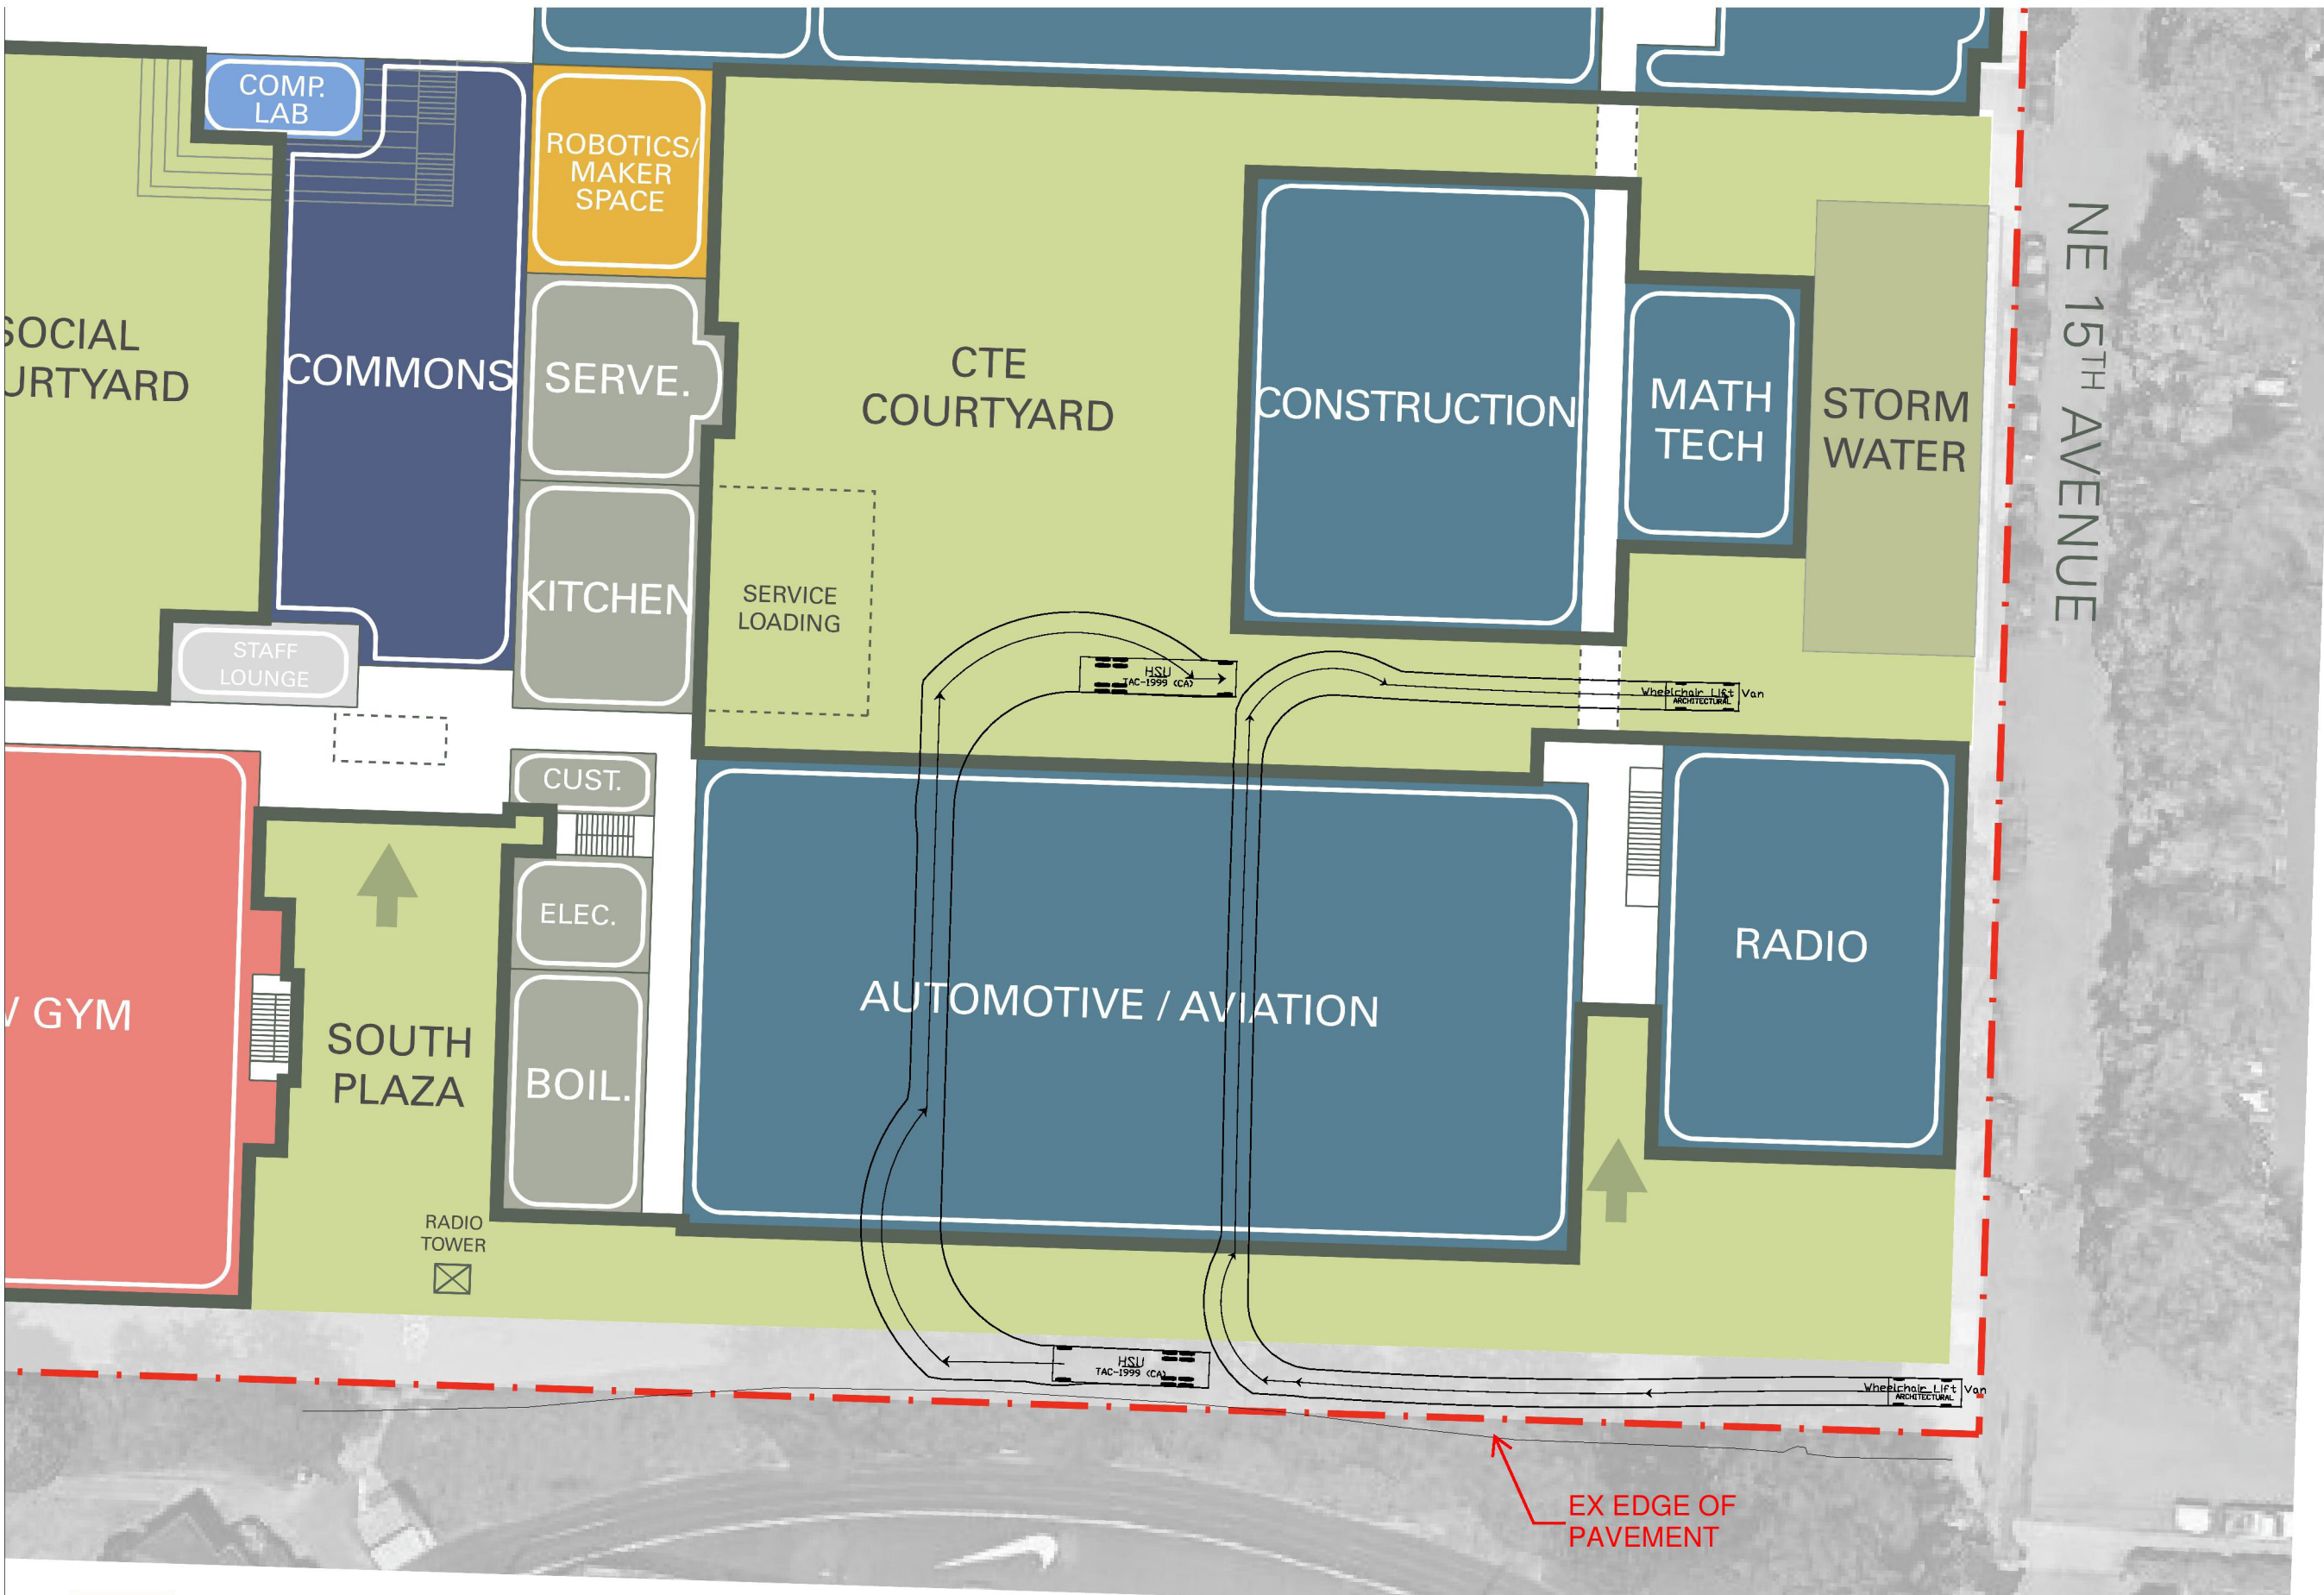 COMP.
LAB
ROBOTICS/
MAKER
SPACE
SOCIAL
URTYARD
COMMONS
SERVE.
CTE
COURTYARD
CONSTRUCTION
MATH
TECH
STORM
WATER
NE 15TH AVENUE
KITCHEN
SERVICE
LOADING
STAFF
LOUNGE
HSU
TAC-1999 (CA)
Wheelchair Lift Van
ARCHITECTURAL
CUST.
ELEC.
RADIO
GYM
AUTOMOTIVE / AVIATION
SOUTH
PLAZA
BOIL.
RADIO
TOWER
HSU
TAC-1999 (CA)
Wheelchair Lift Van
ARCHITECTURAL
EX EDGE OF
PAVEMENT